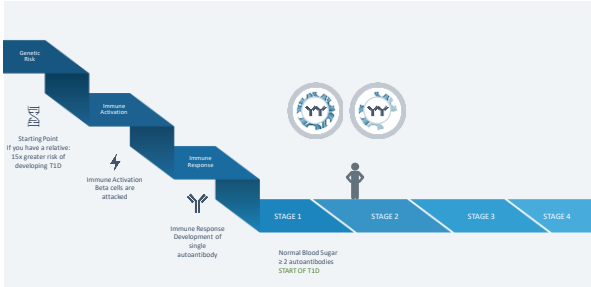 Genetic
Risk
Immune
Activation
Immune
Response
Starting Point
If you have a relative:
15x greater risk of
developing T1D
Immune Activation
Beta cells are
attacked
Immune Response
Development of
single
autoantibody
STAGE 1
STAGE 2
STAGE 3
STAGE 4
Normal Blood Sugar
≥ 2 autoantibodies
START OF T1D